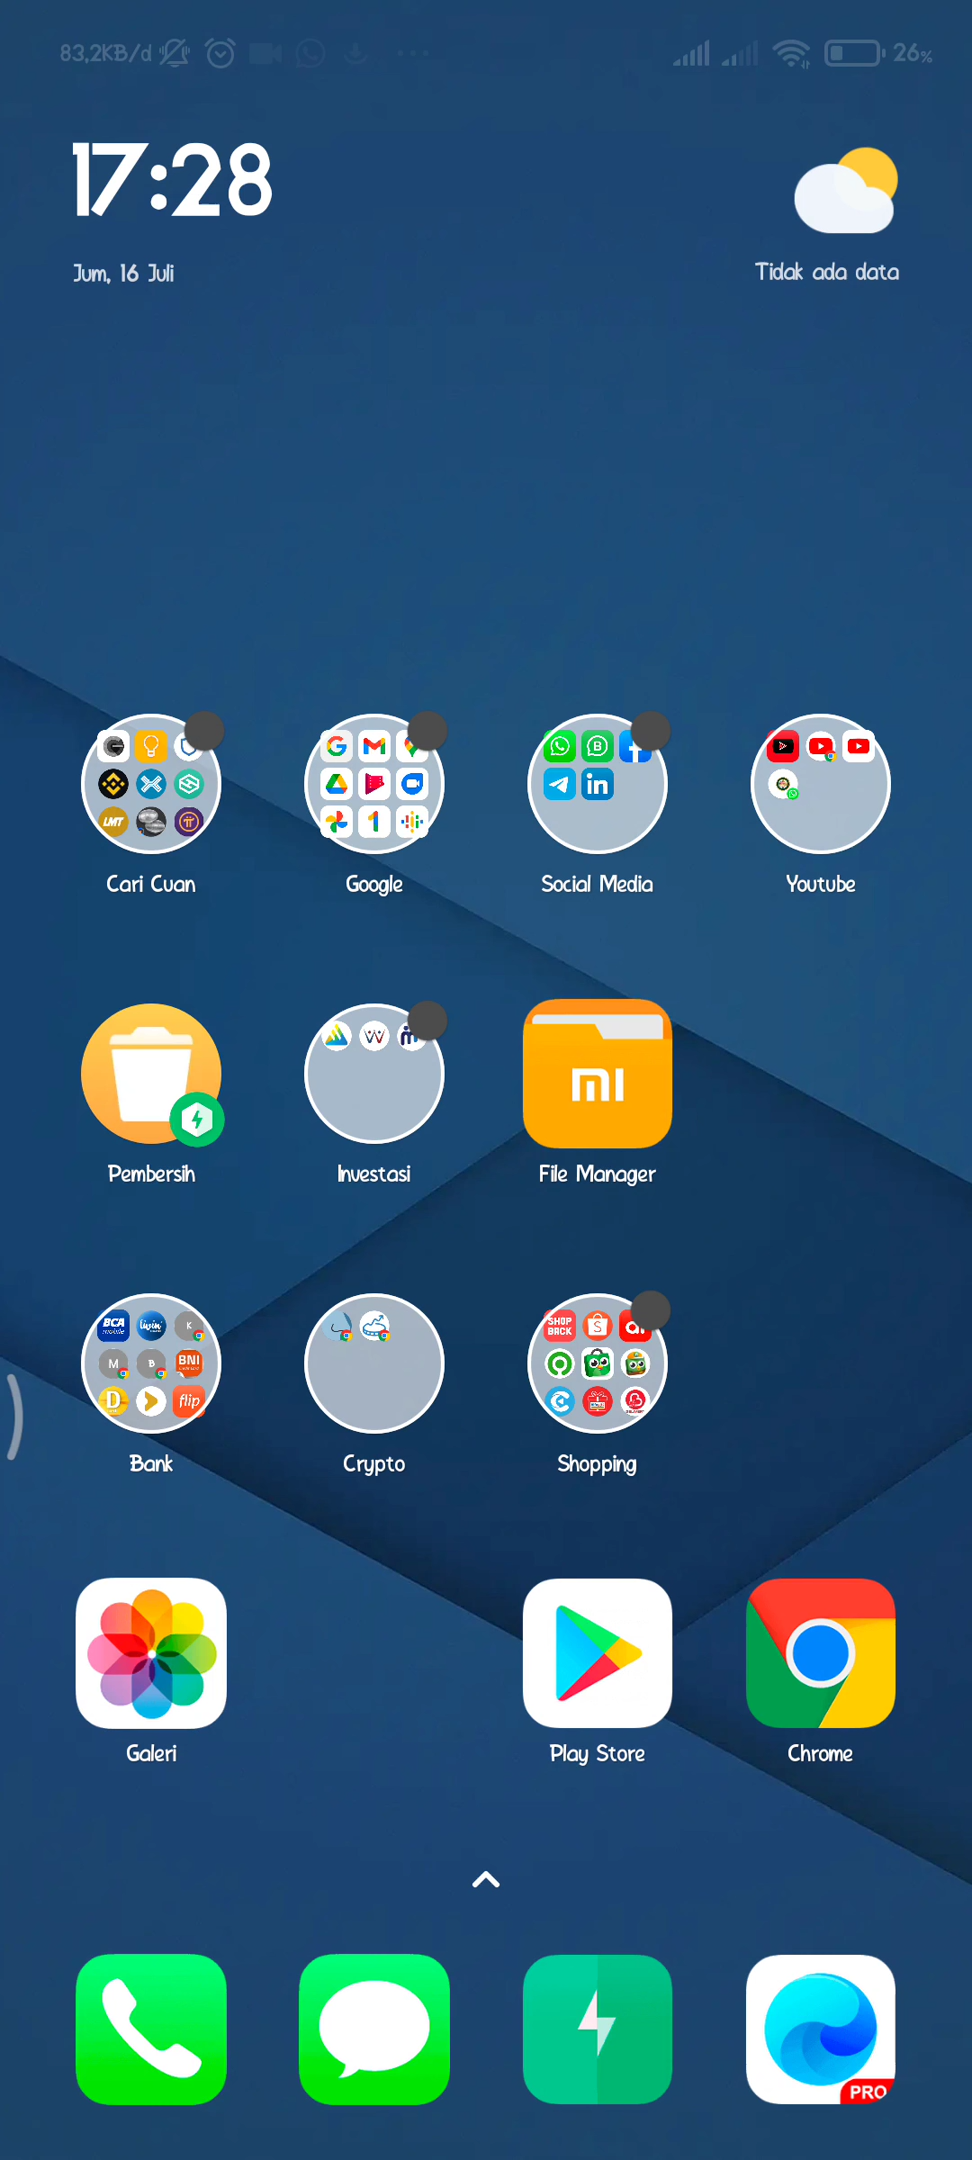 83,2KB/d 26%
17:28
Jum, 16 Juli
Tidak ada data
Cari Cuan Google Social Media Youtube
Pembersih Investasi File Manager
Bank Crypto Shopping
Galeri Play Store Chrome
PRO